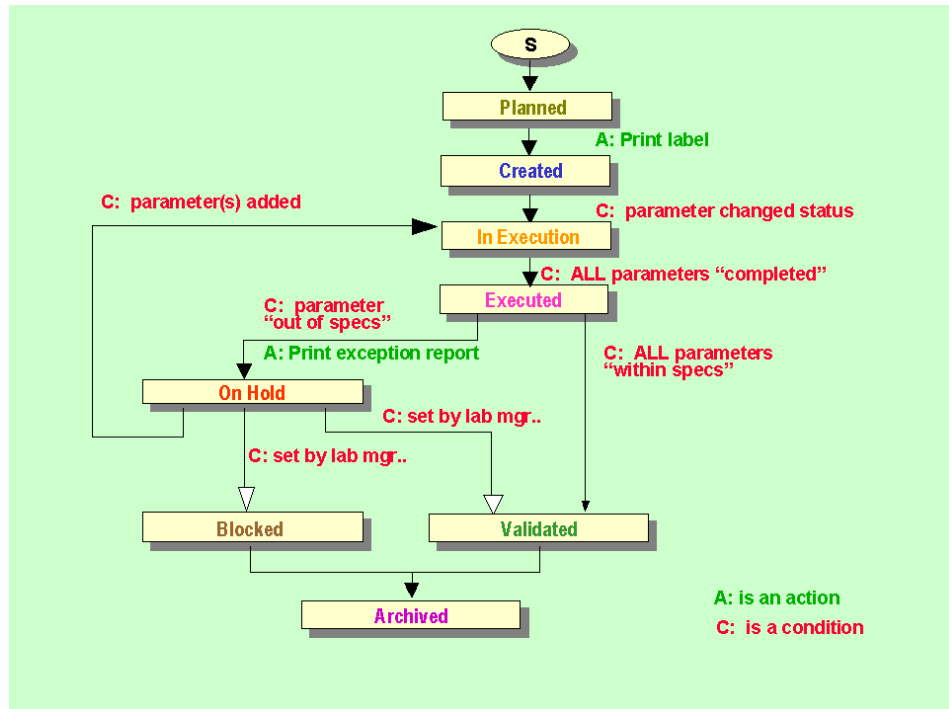 S
Planned
A: Print label
Created
C: parameter(s) added
C: parameter changed status
In Execution
C: ALL parameters “completed”
Executed
C: parameter
“out of specs”
A: Print exception report
C: ALL parameters
“within specs”
On Hold
C: set by lab mgr..
C: set by lab mgr..
Blocked
Validated
Archived
A: is an action
C: is a condition